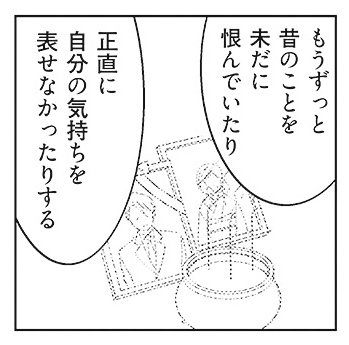 もうずっと
昔のことを
未だに
恨んでいたり
正直に
自分の気持ちを
表せなかったりする